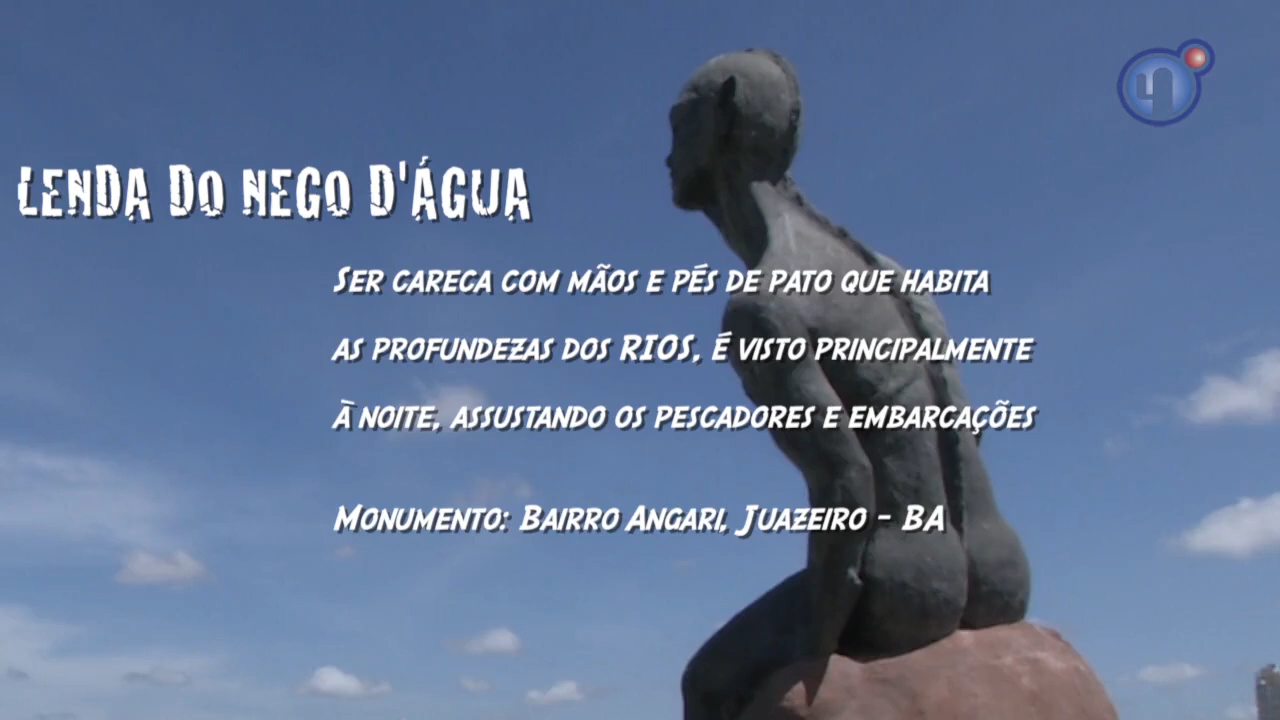 LENDA DO NEGO D'ÁGUA
SER CARECA COM MÃOS E PÉS DE PATO QUE HABITA
AS PROFUNDEZAS DOS RIOS, É VISTO PRINCIPALMENTE
À NOITE, ASSUSTANDO OS PESCADORES E EMBARCAÇÕES
MONUMENTO: BAIRRO ANGARI, JUAZEIRO - BA